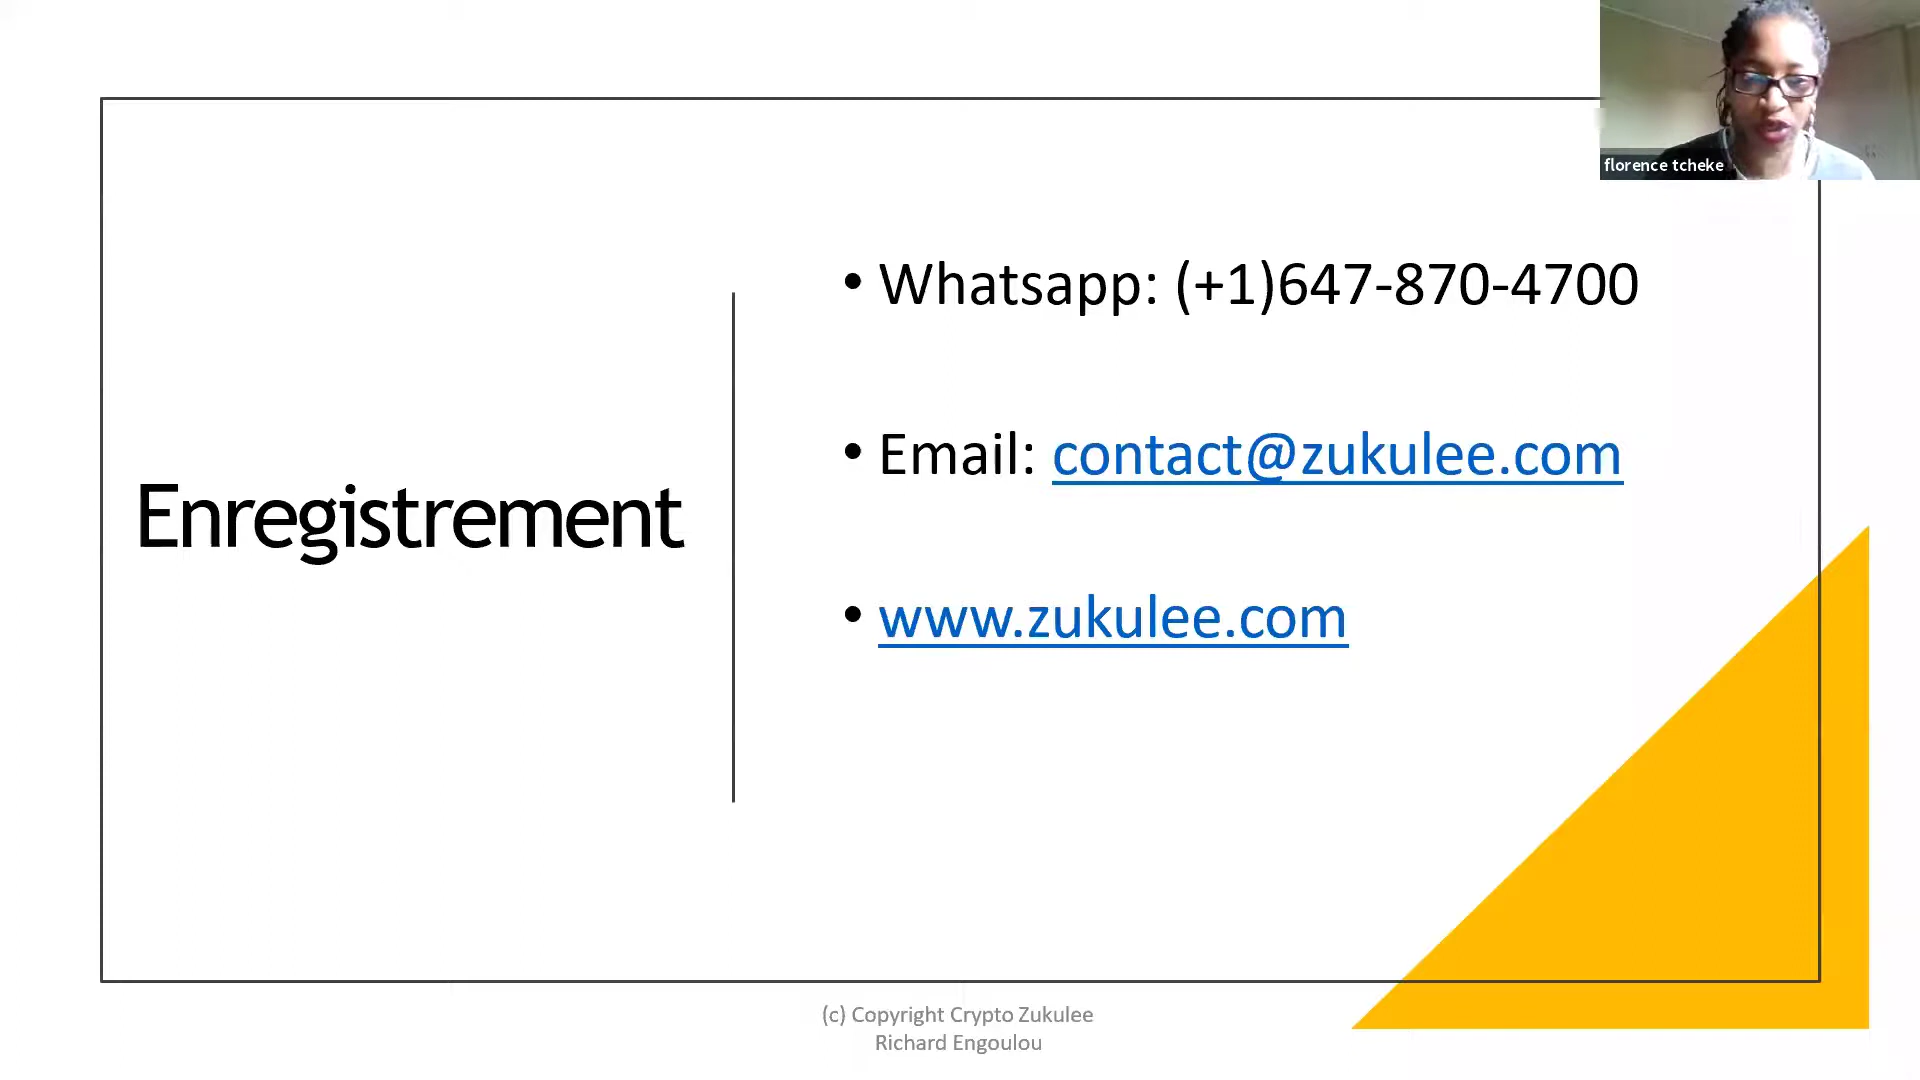 florence tcheke
Enregistrement
• Whatsapp: (+1)647-870-4700
• Email: contact@zukulee.com
• www.zukulee.com
(c) Copyright Crypto Zukulee
Richard Engoulou